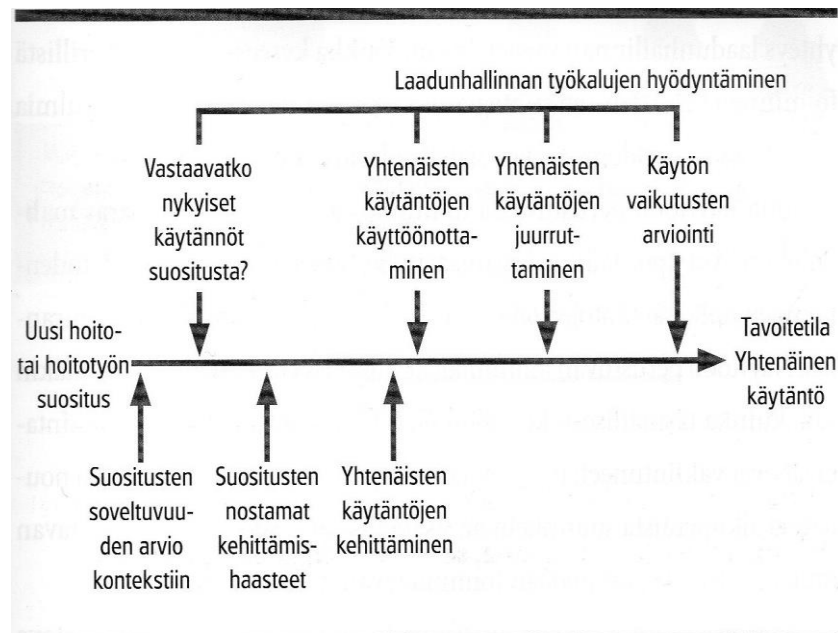 Laadunhallinnan työkalujen hyödyntäminen
Vastaavatko
nykyiset
käytännöt
suositusta?
Yhtenäisten
käytäntöjen
käyttöönotta-
minen
Yhtenäisten
käytäntöjen
juurrut-
taminen
Käytön
vaikutusten
arviointi
Uusi hoito-
tai hoitotyön
suositus
Tavoitetila
Yhtenäinen
käytäntö
Suositusten
soveltuvuu-
den arvio
kontekstiin
Suositusten
nostamat
kehittämis-
haasteet
Yhtenäisten
käytäntöjen
kehittäminen